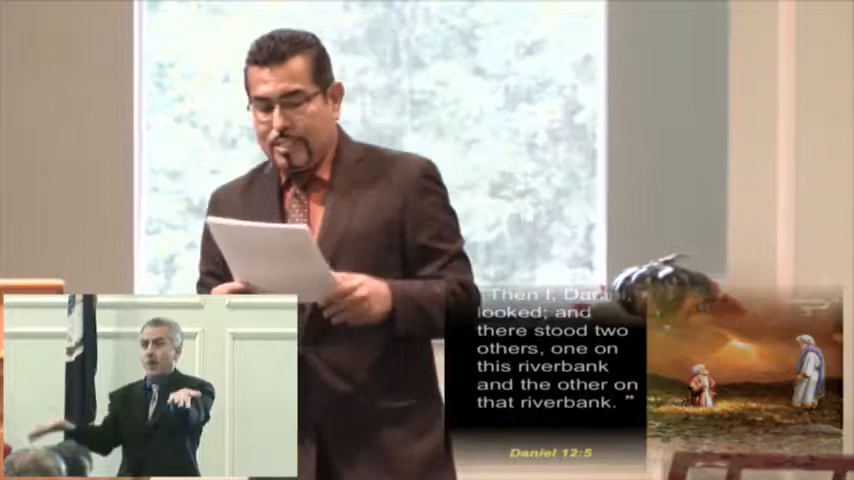 "Then I, Daniel,
looked; and
there stood two
others, one on
this riverbank
and the other on
that riverbank. ”
Daniel 12:5